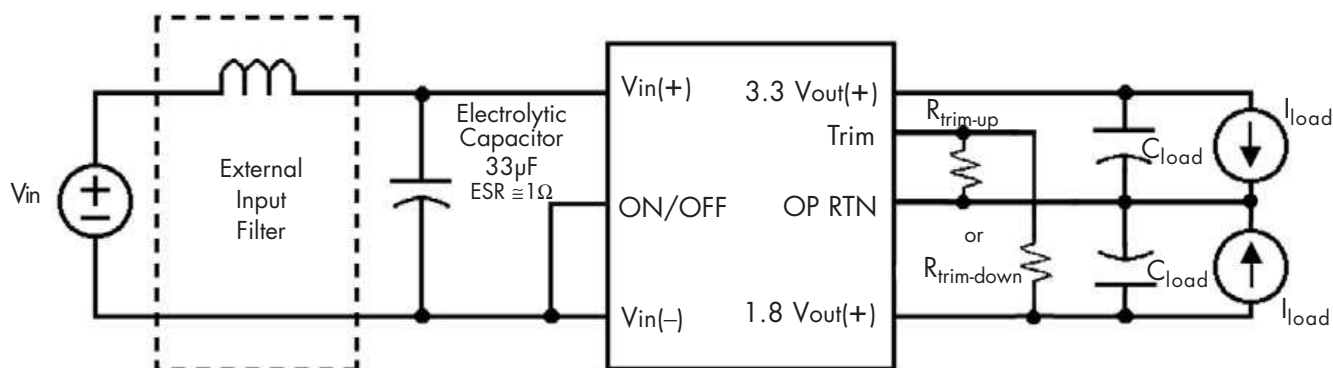 Vin
External
Input
Filter
Electrolytic
Capacitor
33µF
ESR ≅1Ω
Vin(+)
ON/OFF
Vin(–)
3.3 Vout(+)
Trim
OP RTN
1.8 Vout(+)
Rtrim-up
or
Rtrim-down
Cload
Iload
Cload
Iload